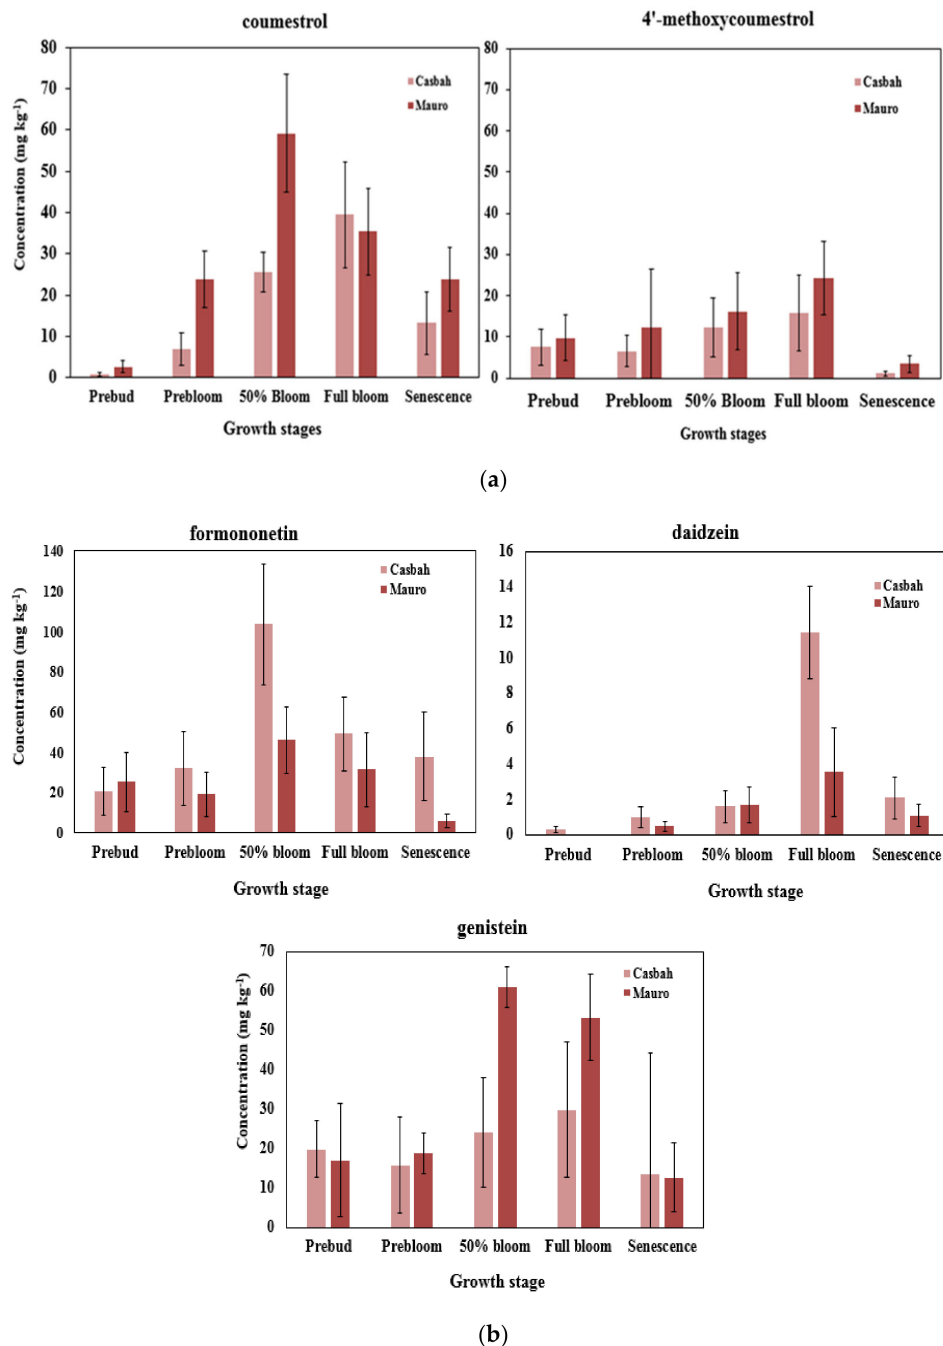 coumestrol
80
70
60
50
40
30
20
10
0
Concentration (mg kg-1)
Casbah
Mauro
Prebud Prebloom 50% Bloom Full bloom Senescence
Growth stages
4'-methoxycoumestrol
80
70
60
50
40
30
20
10
0
Casbah
Mauro
Prebud Prebloom 50% Bloom Full bloom Senescence
Growth stages
(a)
formononetin
140
120
100
80
60
40
20
0
Concentration (mg kg-1)
Casbah
Mauro
Prebud Prebloom 50% bloom Full bloom Senescence
Growth stage
daidzein
16
14
12
10
8
6
4
2
0
Casbah
Mauro
Prebud Prebloom 50% bloom Full bloom Senescence
Growth stage
genistein
70
60
50
40
30
20
10
0
Concentration (mg kg-1)
Casbah
Mauro
Prebud Prebloom 50% bloom Full bloom Senescence
Growth stage
(b)